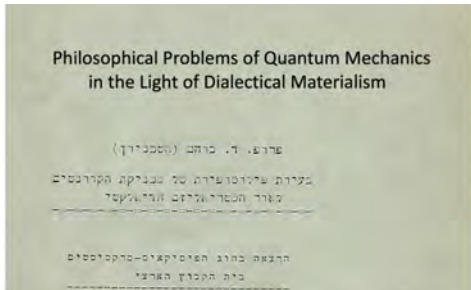 Philosophical Problems of Quantum Mechanics
in the Light of Dialectical Materialism
פרופ. ד. בוהם (הטכניון)
בעיות פילוסופיות של מכניקת הקוונטים
לאור המטריאליזם הדיאלקטי
הרצאה בחוג הפיסיקאים-מרקסיסטים
בית הקבוץ הארצי